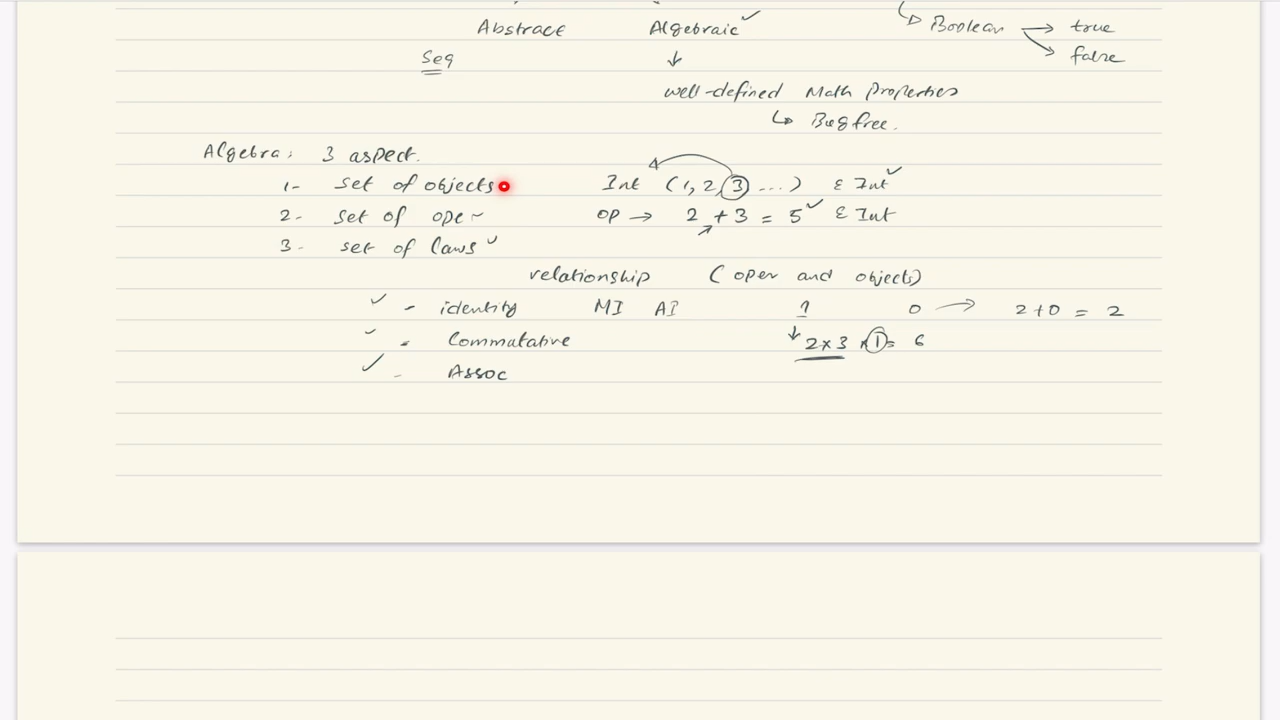 Abstract Algebraic ↳ Boolean → true
Seq ↓ → false
well-defined Math Properties
↳ Bugfree.
Algebra: 3 aspect.
1- set of objects Int (1, 2, 3 ...) ε Int
2- set of ope~ op → 2 + 3 = 5 ε Int
3- set of laws
relationship (oper and objects)
- identity MI AI 1 0 → 2+0 = 2
- Commutative ↓ 2×3 ×1 = 6
- Assoc